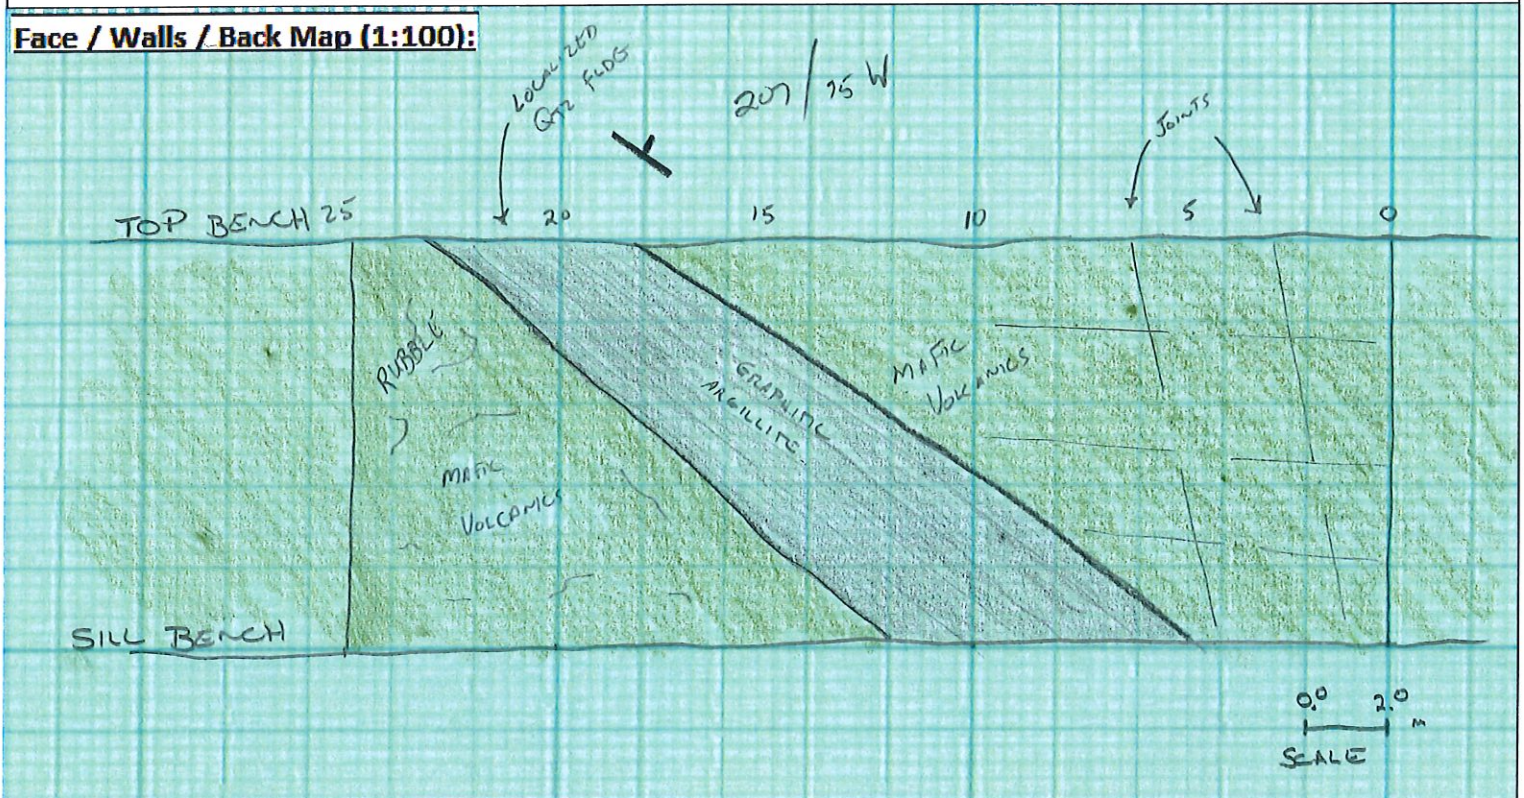 Face / Walls / Back Map (1:100):
LOCALIZED
QTZ FLDG
207/75 W
JOINTS
TOP BENCH 25 20 15 10 5 0
RUBBLE
GRAPHITIC
ARGILLITE
MAFIC
VOLCANICS
MAFIC
VOLCANICS
SILL BENCH
0.0 2.0
m
SCALE